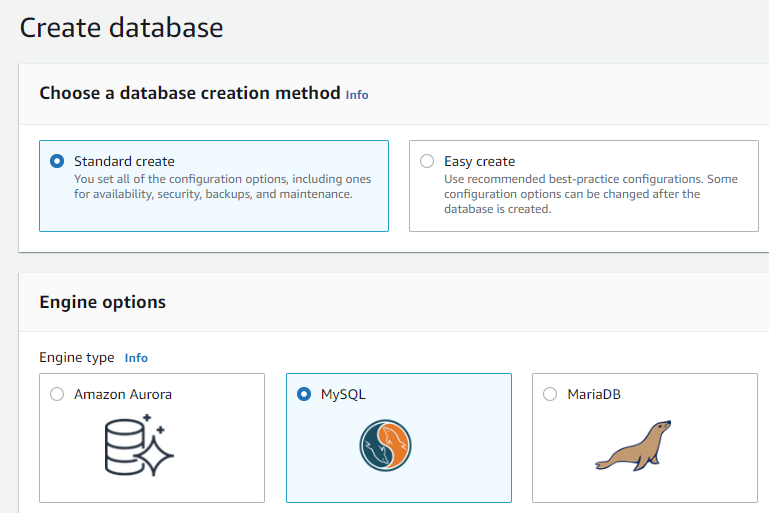 Create database
Choose a database creation method Info
Standard create
You set all of the configuration options, including ones
for availability, security, backups, and maintenance.
Easy create
Use recommended best-practice configurations. Some
configuration options can be changed after the
database is created.
Engine options
Engine type Info
Amazon Aurora
MySQL
MariaDB